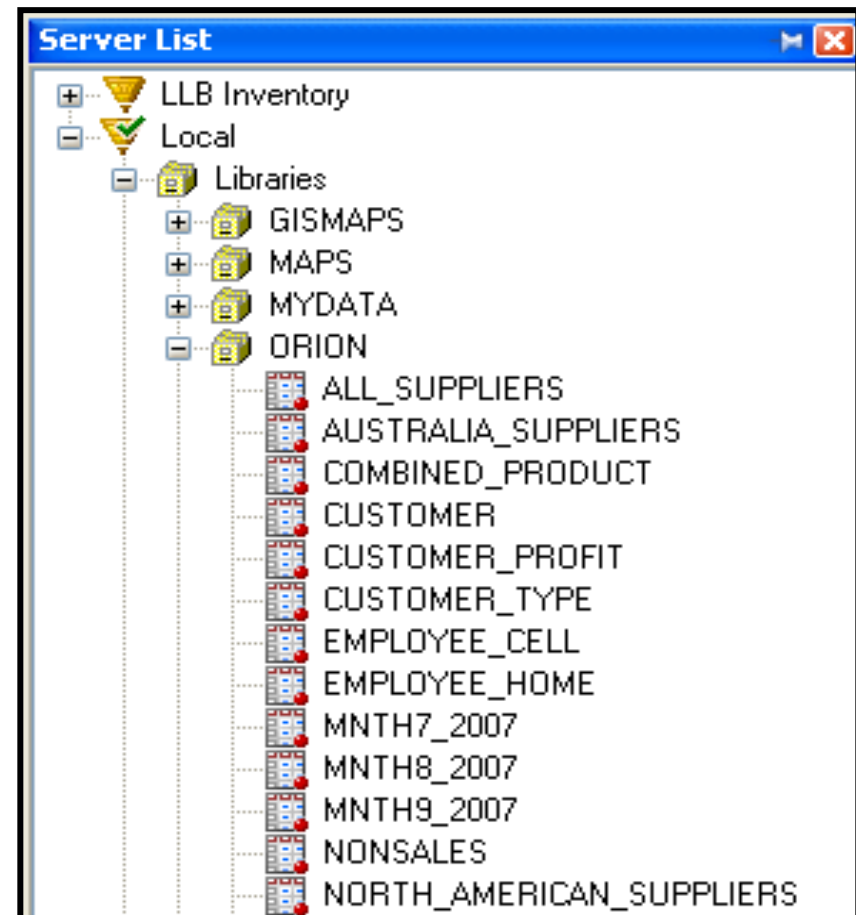 Server List
LLB Inventory
Local
Libraries
GISMAPS
MAPS
MYDATA
ORION
ALL_SUPPLIERS
AUSTRALIA_SUPPLIERS
COMBINED_PRODUCT
CUSTOMER
CUSTOMER_PROFIT
CUSTOMER_TYPE
EMPLOYEE_CELL
EMPLOYEE_HOME
MNTH7_2007
MNTH8_2007
MNTH9_2007
NONSALES
NORTH_AMERICAN_SUPPLIERS